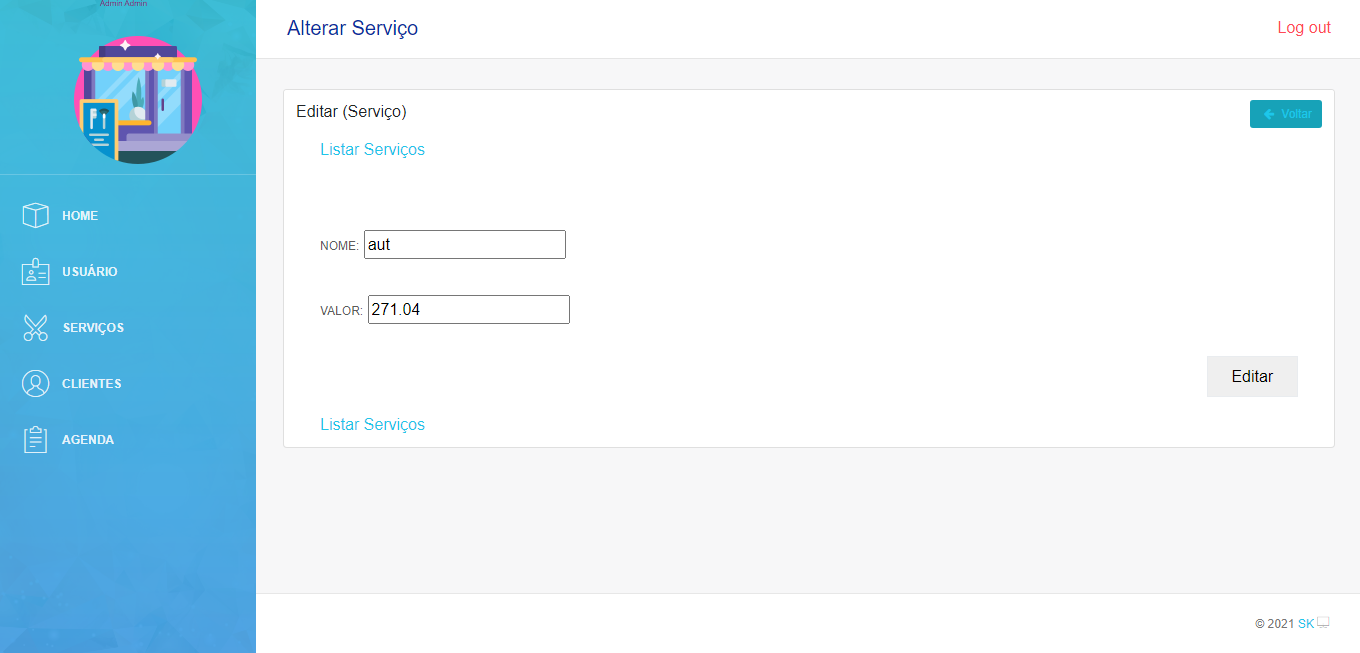 Admin Admin
HOME
USUÁRIO
SERVIÇOS
CLIENTES
AGENDA
Alterar Serviço
Log out
Editar (Serviço)
Voltar
Listar Serviços
NOME: aut
VALOR: 271.04
Editar
Listar Serviços
© 2021 SK